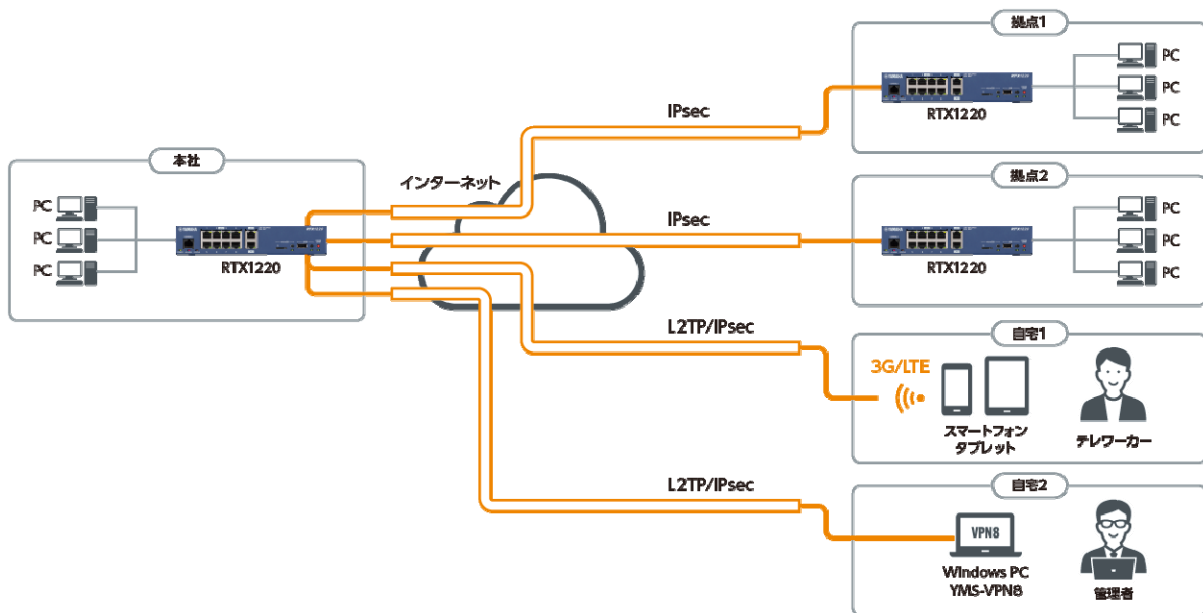 本社
PC
PC
PC
RTX1220
インターネット
IPsec
IPsec
L2TP/IPsec
L2TP/IPsec
拠点1
RTX1220
PC
PC
PC
拠点2
RTX1220
PC
PC
PC
自宅1
3G/LTE
スマートフォン
タブレット
テレワーカー
自宅2
VPN8
Windows PC
YMS-VPN8
管理者